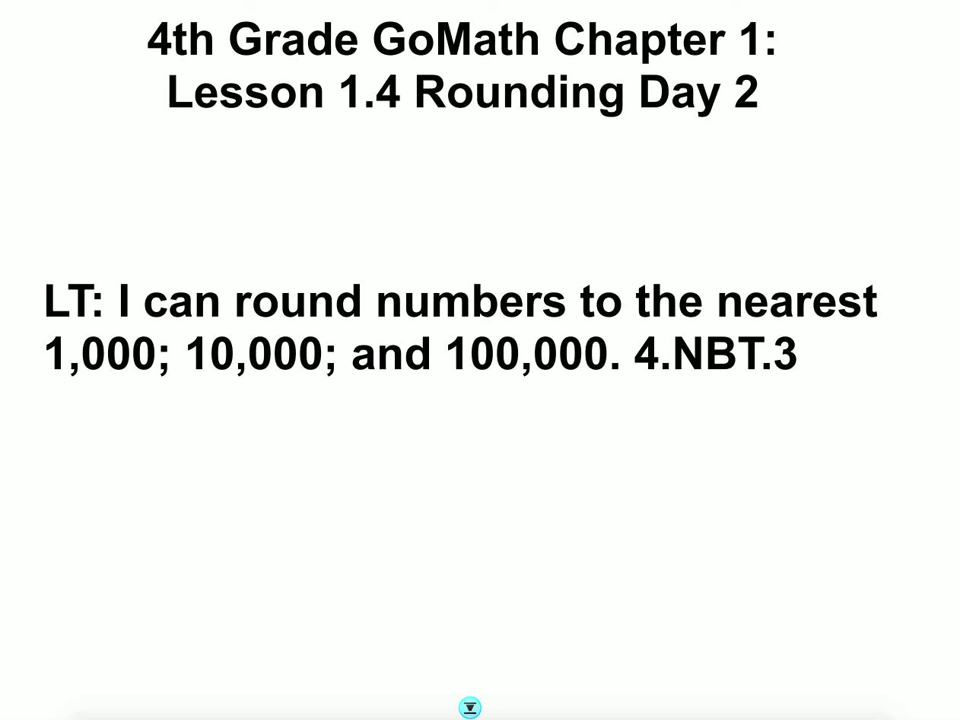 4th Grade GoMath Chapter 1:
Lesson 1.4 Rounding Day 2
LT: I can round numbers to the nearest
1,000; 10,000; and 100,000. 4.NBT.3